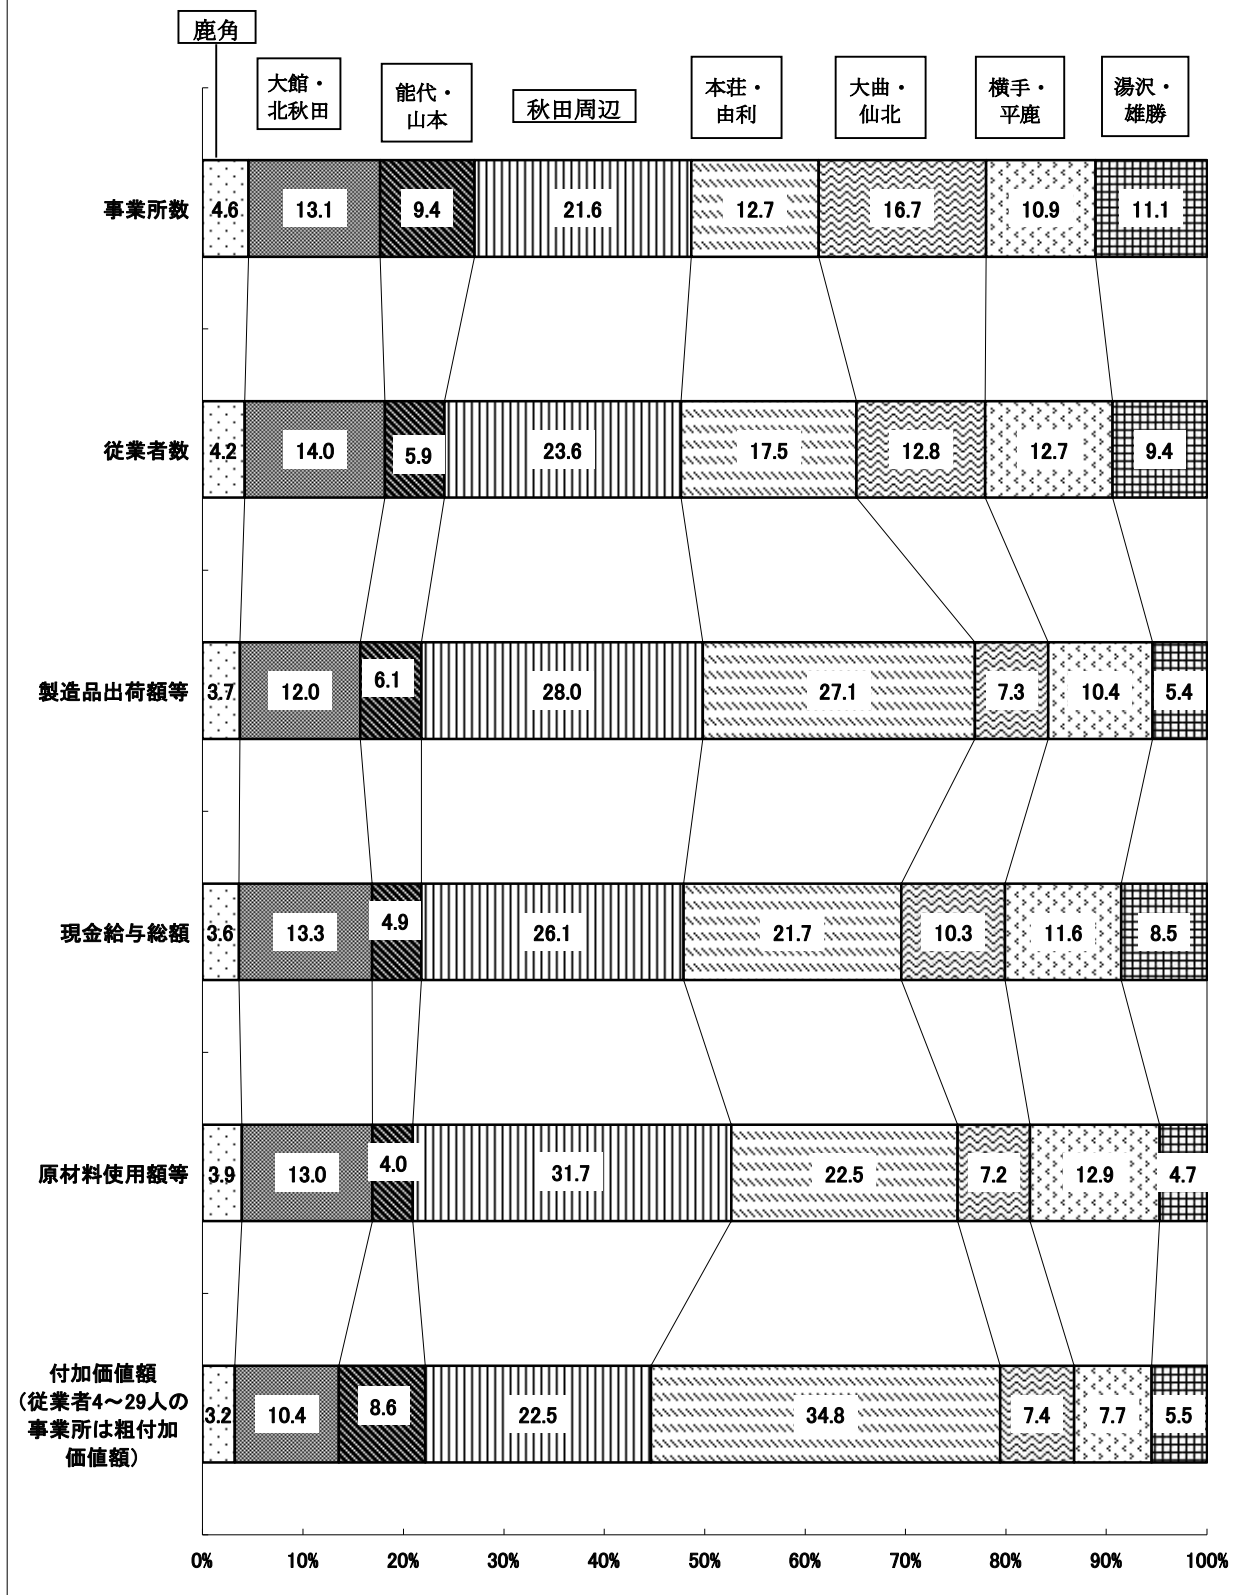 鹿角
大館・
北秋田
能代・
山本
秋田周辺
本荘・
由利
大曲・
仙北
横手・
平鹿
湯沢・
雄勝
事業所数 4.6 13.1 9.4 21.6 12.7 16.7 10.9 11.1
従業者数 4.2 14.0 5.9 23.6 17.5 12.8 12.7 9.4
製造品出荷額等 3.7 12.0 6.1 28.0 27.1 7.3 10.4 5.4
現金給与総額 3.6 13.3 4.9 26.1 21.7 10.3 11.6 8.5
原材料使用額等 3.9 13.0 4.0 31.7 22.5 7.2 12.9 4.7
付加価値額
（従業者4～29人の
事業所は粗付加
価値額）
3.2 10.4 8.6 22.5 34.8 7.4 7.7 5.5
0% 10% 20% 30% 40% 50% 60% 70% 80% 90% 100%